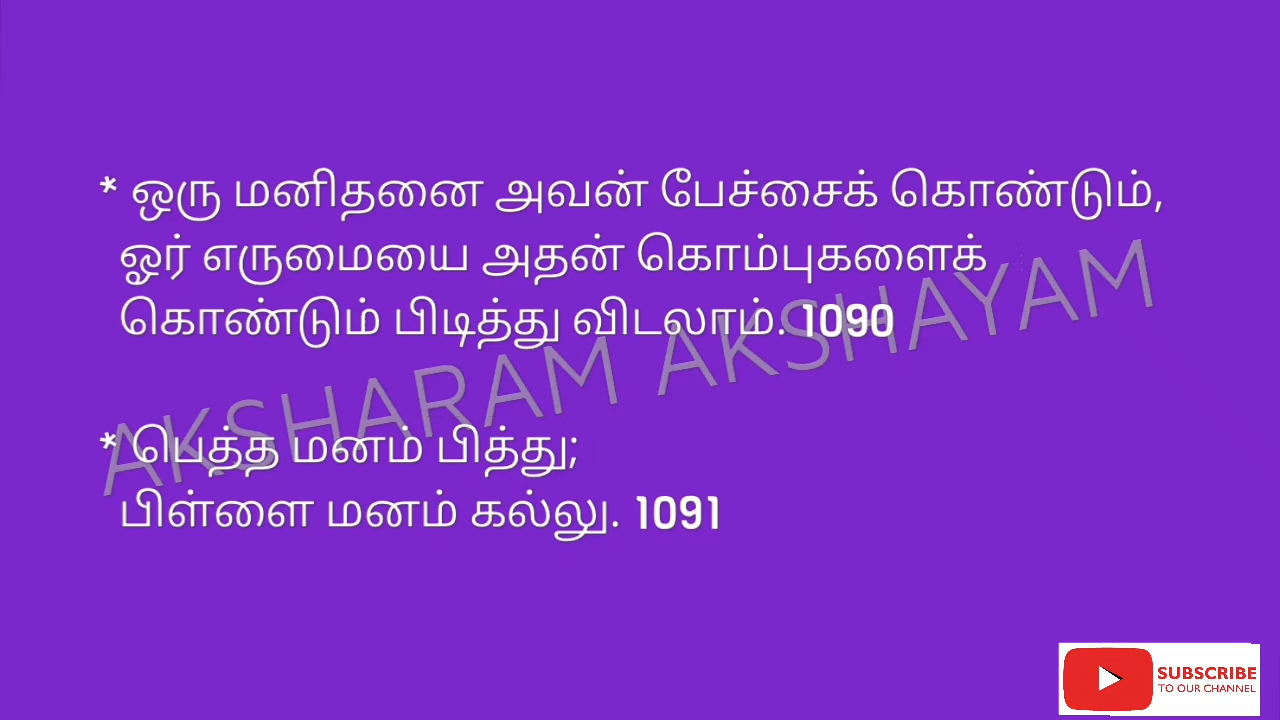 * ஒரு மனிதனை அவன் பேச்சைக் கொண்டும்,
ஓர் எருமையை அதன் கொம்புகளைக்
கொண்டும் பிடித்து விடலாம். 1090
AKSHARAM AKSHAYAM
* பெத்த மனம் பித்து;
பிள்ளை மனம் கல்லு. 1091
SUBSCRIBE
TO OUR CHANNEL